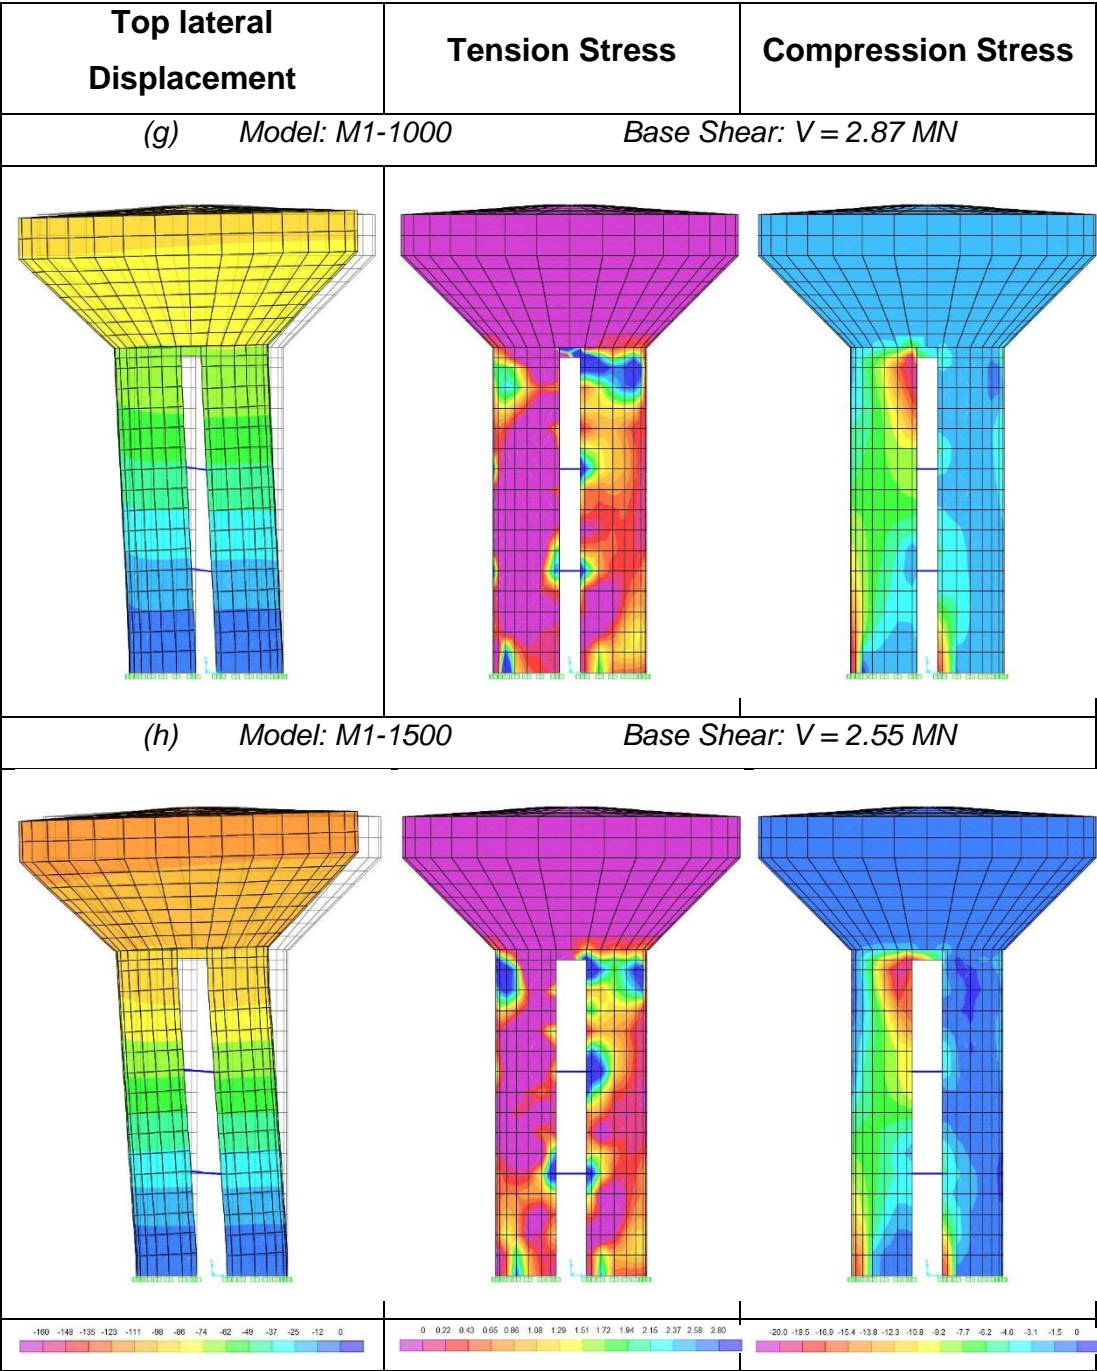 Top lateral
Displacement
Tension Stress
Compression Stress
(g) Model: M1-1000 Base Shear: V = 2.87 MN
(h) Model: M1-1500 Base Shear: V = 2.55 MN
-160 -148 -135 -123 -111 -98 -86 -74 -62 -49 -37 -25 -12 0
0 0.22 0.43 0.65 0.86 1.08 1.29 1.51 1.72 1.94 2.15 2.37 2.58 2.80
-20.0 -18.5 -16.9 -15.4 -13.8 -12.3 -10.8 -9.2 -7.7 -6.2 -4.6 -3.1 -1.5 0